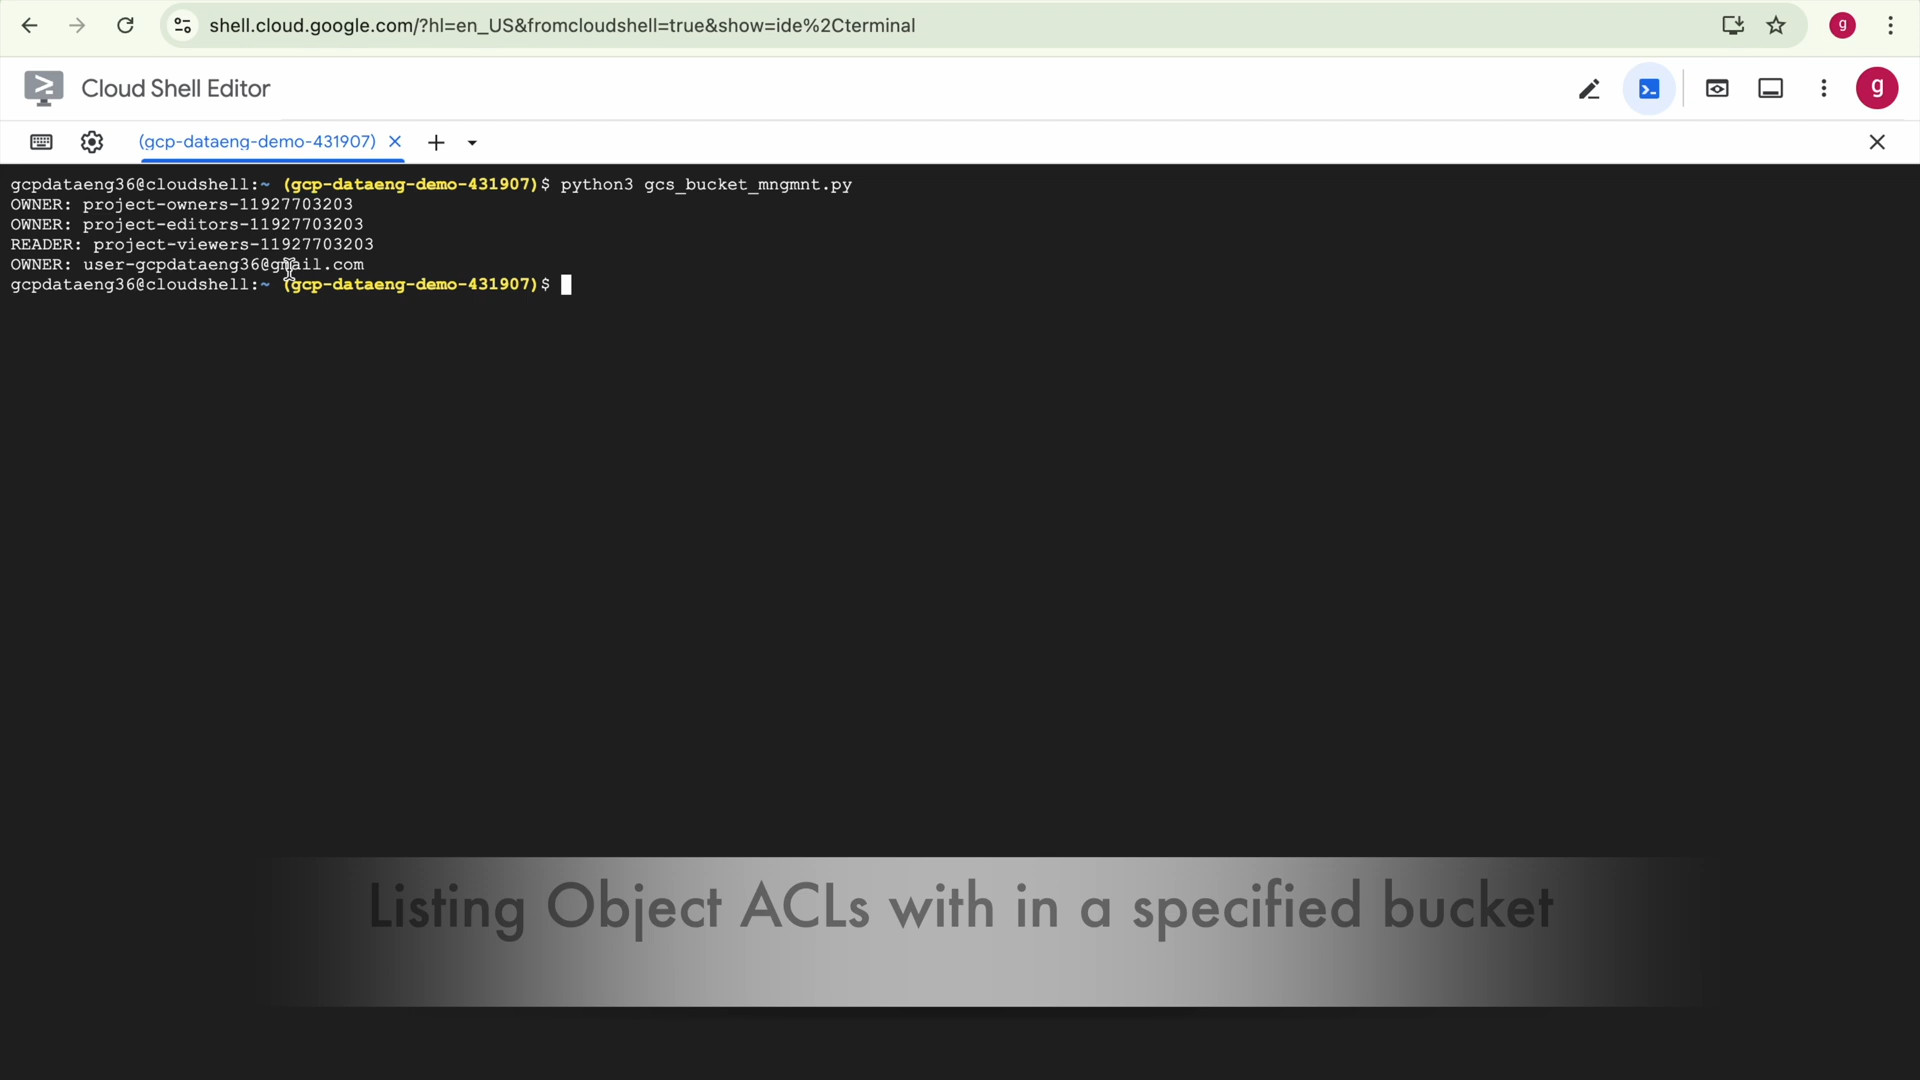 shell.cloud.google.com/?hl=en_US&fromcloudshell=true&show=ide%2Cterminal
g
Cloud Shell Editor
g
(gcp-dataeng-demo-431907)
gcpdataeng36@cloudshell:~ (gcp-dataeng-demo-431907)$ python3 gcs_bucket_mngmnt.py
OWNER: project-owners-11927703203
OWNER: project-editors-11927703203
READER: project-viewers-11927703203
OWNER: user-gcpdataeng36@gmail.com
gcpdataeng36@cloudshell:~ (gcp-dataeng-demo-431907)$
Listing Object ACLs with in a specified bucket